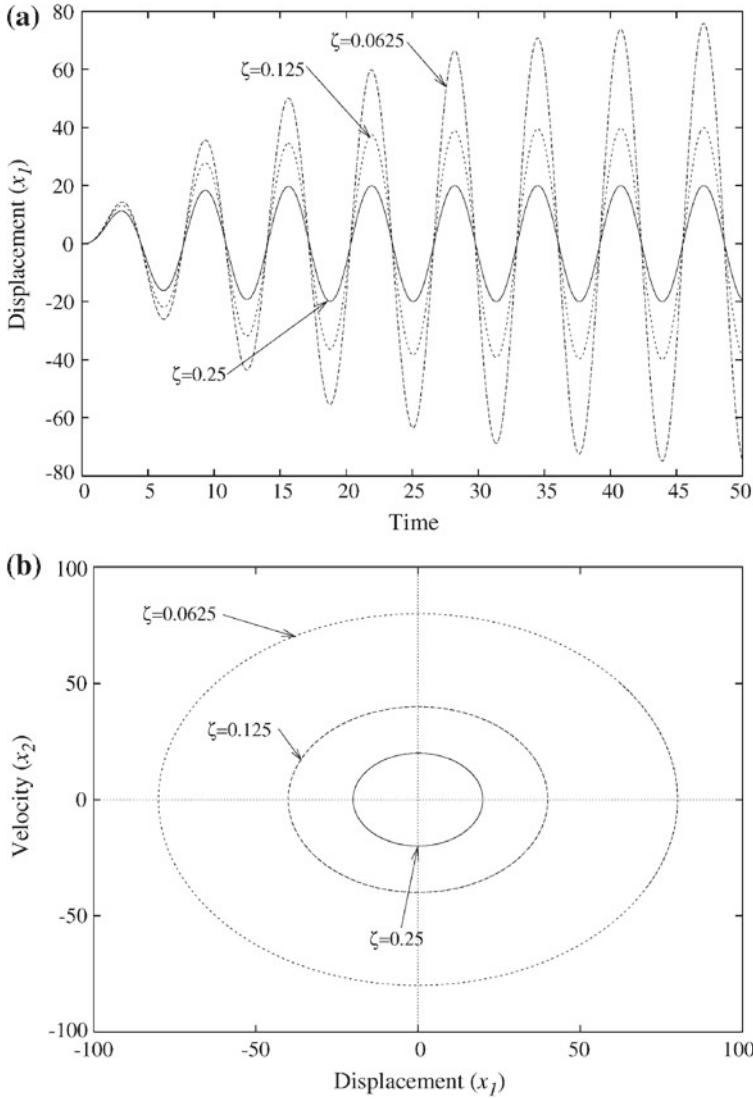 (a)
80
60
40
20
0
-20
-40
-60
-80
Displacement (x1)
ζ=0.0625
ζ=0.125
ζ=0.25
0 5 10 15 20 25 30 35 40 45 50
Time
(b)
100
50
0
-50
-100
Velocity (x2)
ζ=0.0625
ζ=0.125
ζ=0.25
-100 -50 0 50 100
Displacement (x1)